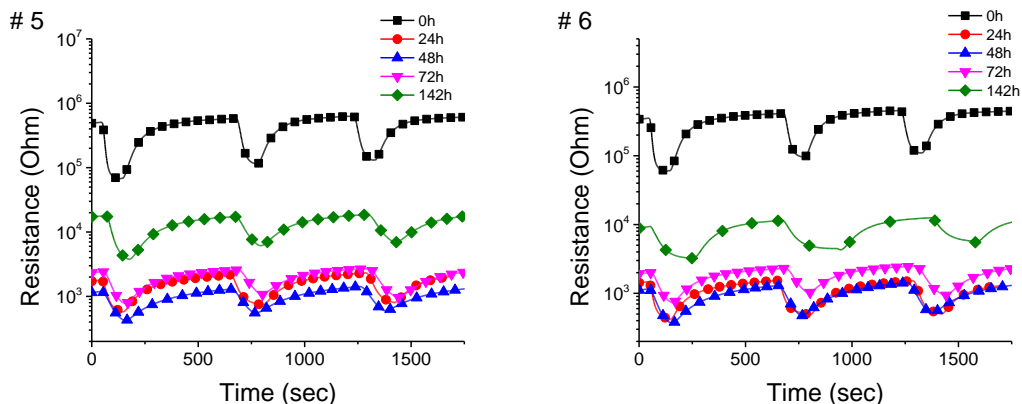 # 5
0h
24h
48h
72h
142h
10^7
10^6
10^5
10^4
10^3
Resistance (Ohm)
0
500
1000
1500
Time (sec)
# 6
0h
24h
48h
72h
142h
10^6
10^5
10^4
10^3
Resistance (Ohm)
0
500
1000
1500
Time (sec)